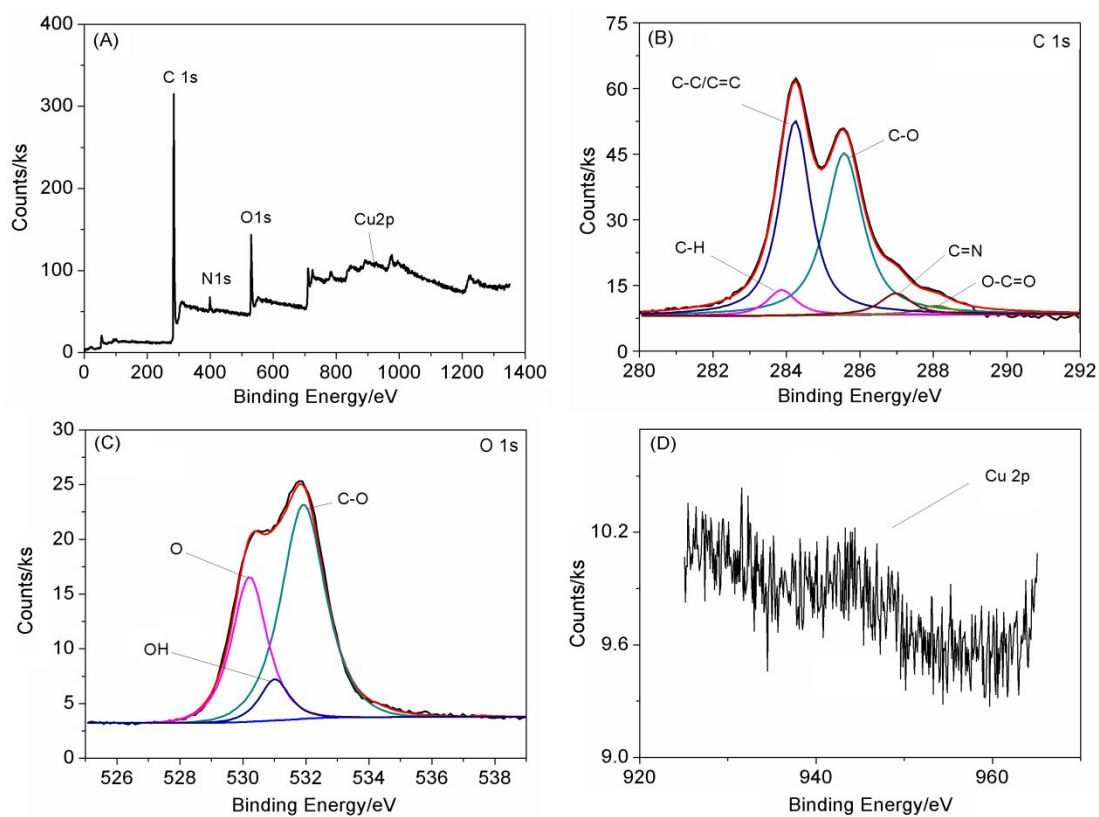 (A)
C 1s
N1s
O1s
Cu2p
400
300
200
100
0
Counts/ks
0 200 400 600 800 1000 1200 1400
Binding Energy/eV
(B)
C 1s
C-C/C=C
C-O
C-H
C=N
O-C=O
75
60
45
30
15
0
Counts/ks
280 282 284 286 288 290 292
Binding Energy/eV
(C)
O 1s
C-O
O
OH
30
25
20
15
10
5
0
Counts/ks
526 528 530 532 534 536 538
Binding Energy/eV
(D)
Cu 2p
10.2
9.6
9.0
Counts/ks
920 940 960
Binding Energy/eV